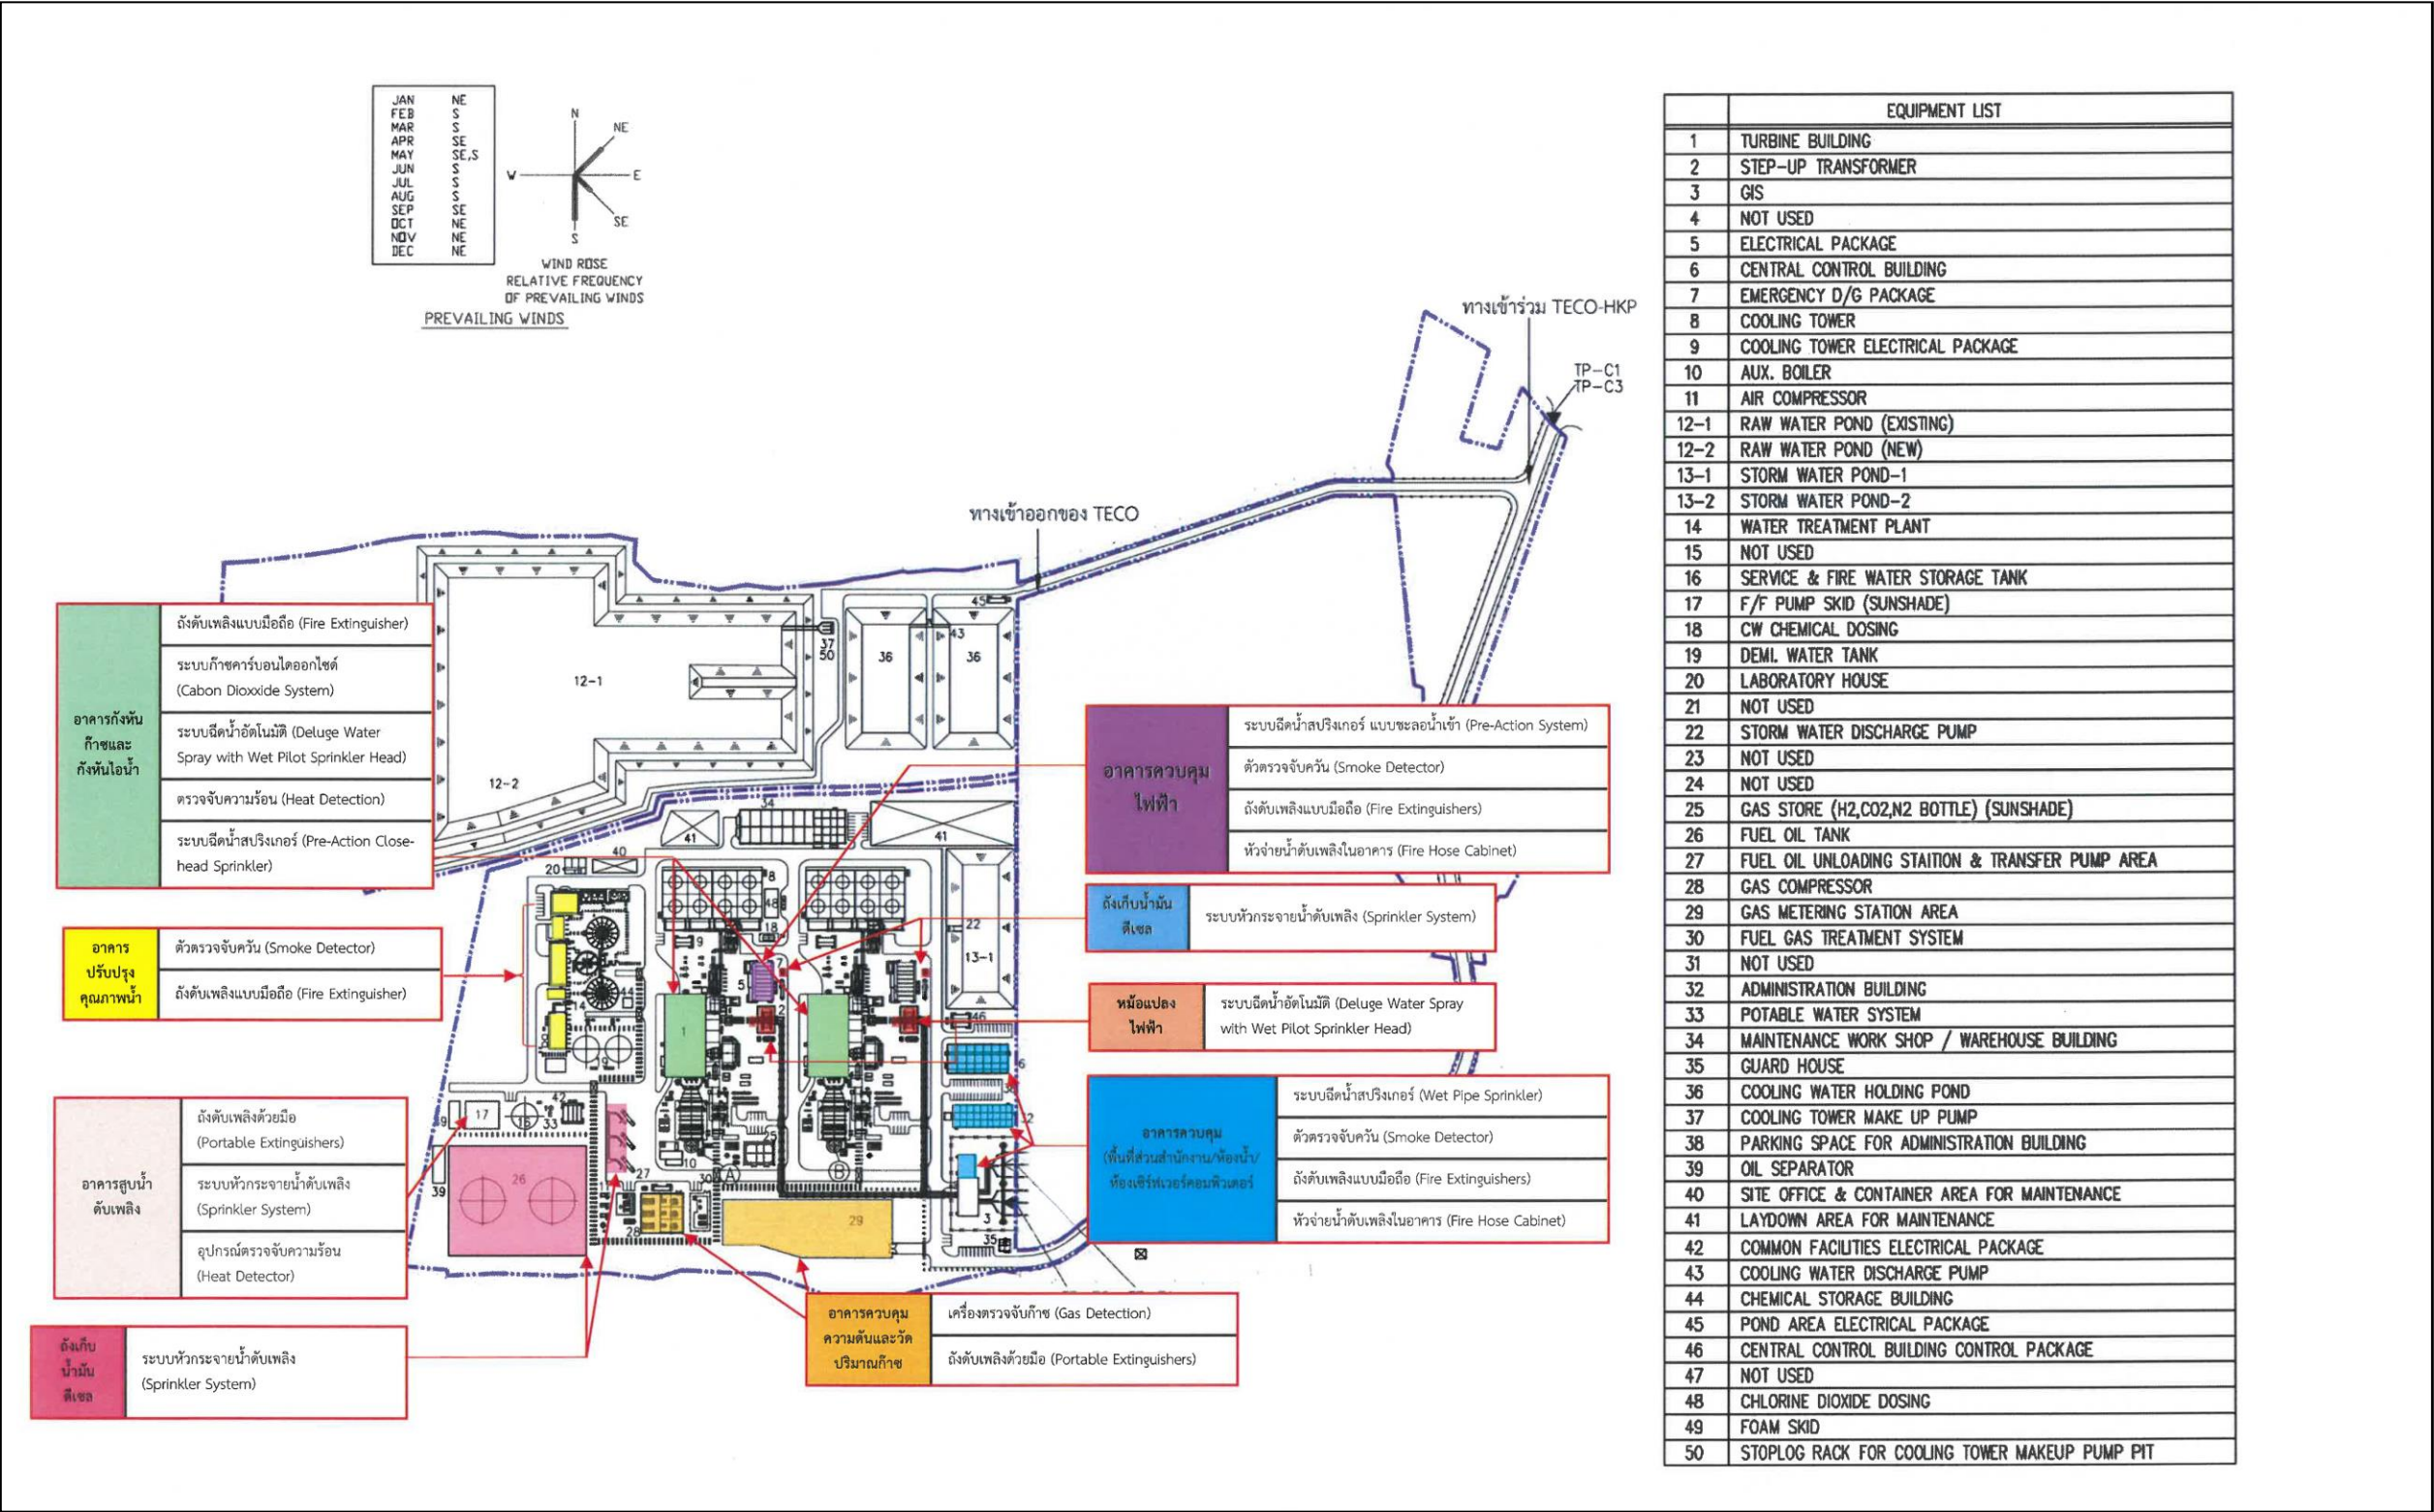 JAN NE
FEB S
MAR S
APR SE
MAY SE,S
JUN S
JUL S
AUG S
SEP SE
OCT NE
NOV NE
DEC NE
N
NE
W
E
SE
S
WIND ROSE
RELATIVE FREQUENCY
OF PREVAILING WINDS
PREVAILING WINDS
ทางเข้าร่วม TECO-HKP
TP-C1
TP-C3
ทางเข้าออกของ TECO
อาคารกังหัน
ก๊าซและ
กังหันไอน้ำ
ถังดับเพลิงแบบมือถือ (Fire Extinguisher)
ระบบก๊าซคาร์บอนไดออกไซด์
(Cabon Dioxxide System)
ระบบฉีดน้ำอัตโนมัติ (Deluge Water
Spray with Wet Pilot Sprinkler Head)
ตรวจจับความร้อน (Heat Detection)
ระบบฉีดน้ำสปริงเกอร์ (Pre-Action Close-
head Sprinkler)
อาคาร
ปรับปรุง
คุณภาพน้ำ
ตัวตรวจจับควัน (Smoke Detector)
ถังดับเพลิงแบบมือถือ (Fire Extinguisher)
อาคารสูบน้ำ
ดับเพลิง
ถังดับเพลิงด้วยมือ
(Portable Extinguishers)
ระบบหัวกระจายน้ำดับเพลิง
(Sprinkler System)
อุปกรณ์ตรวจจับความร้อน
(Heat Detector)
ถังเก็บ
น้ำมัน
ดีเซล
ระบบหัวกระจายน้ำดับเพลิง
(Sprinkler System)
อาคารควบคุม
ไฟฟ้า
ระบบฉีดน้ำสปริงเกอร์ แบบชะลอน้ำเข้า (Pre-Action System)
ตัวตรวจจับควัน (Smoke Detector)
ถังดับเพลิงแบบมือถือ (Fire Extinguishers)
หัวจ่ายน้ำดับเพลิงในอาคาร (Fire Hose Cabinet)
ถังเก็บน้ำมัน
ดีเซล
ระบบหัวกระจายน้ำดับเพลิง (Sprinkler System)
หม้อแปลง
ไฟฟ้า
ระบบฉีดน้ำอัตโนมัติ (Deluge Water Spray
with Wet Pilot Sprinkler Head)
อาคารควบคุม
(พื้นที่ส่วนสำนักงาน/ห้องน้ำ/
ห้องเซิร์ฟเวอร์คอมพิวเตอร์
ระบบฉีดน้ำสปริงเกอร์ (Wet Pipe Sprinkler)
ตัวตรวจจับควัน (Smoke Detector)
ถังดับเพลิงแบบมือถือ (Fire Extinguishers)
หัวจ่ายน้ำดับเพลิงในอาคาร (Fire Hose Cabinet)
อาคารควบคุม
ความดันและวัด
ปริมาณก๊าซ
เครื่องตรวจจับก๊าซ (Gas Detection)
ถังดับเพลิงด้วยมือ (Portable Extinguishers)
12-1
12-2
37
50
45
43
36
36
34
41
41
40
20
8
48
18
22
13-1
19
7
5
44
14
1
2
46
6
19
42
17
16
33
25
10
27
30
A
B
39
26
28
29
3
35
EQUIPMENT LIST
1 TURBINE BUILDING
2 STEP-UP TRANSFORMER
3 GIS
4 NOT USED
5 ELECTRICAL PACKAGE
6 CENTRAL CONTROL BUILDING
7 EMERGENCY D/G PACKAGE
8 COOLING TOWER
9 COOLING TOWER ELECTRICAL PACKAGE
10 AUX. BOILER
11 AIR COMPRESSOR
12-1 RAW WATER POND (EXISTING)
12-2 RAW WATER POND (NEW)
13-1 STORM WATER POND-1
13-2 STORM WATER POND-2
14 WATER TREATMENT PLANT
15 NOT USED
16 SERVICE & FIRE WATER STORAGE TANK
17 F/F PUMP SKID (SUNSHADE)
18 CW CHEMICAL DOSING
19 DEMI. WATER TANK
20 LABORATORY HOUSE
21 NOT USED
22 STORM WATER DISCHARGE PUMP
23 NOT USED
24 NOT USED
25 GAS STORE (H2,CO2,N2 BOTTLE) (SUNSHADE)
26 FUEL OIL TANK
27 FUEL OIL UNLOADING STAITION & TRANSFER PUMP AREA
28 GAS COMPRESSOR
29 GAS METERING STATION AREA
30 FUEL GAS TREATMENT SYSTEM
31 NOT USED
32 ADMINISTRATION BUILDING
33 POTABLE WATER SYSTEM
34 MAINTENANCE WORK SHOP / WAREHOUSE BUILDING
35 GUARD HOUSE
36 COOLING WATER HOLDING POND
37 COOLING TOWER MAKE UP PUMP
38 PARKING SPACE FOR ADMINISTRATION BUILDING
39 OIL SEPARATOR
40 SITE OFFICE & CONTAINER AREA FOR MAINTENANCE
41 LAYDOWN AREA FOR MAINTENANCE
42 COMMON FACILITIES ELECTRICAL PACKAGE
43 COOLING WATER DISCHARGE PUMP
44 CHEMICAL STORAGE BUILDING
45 POND AREA ELECTRICAL PACKAGE
46 CENTRAL CONTROL BUILDING CONTROL PACKAGE
47 NOT USED
48 CHLORINE DIOXIDE DOSING
49 FOAM SKID
50 STOPLOG RACK FOR COOLING TOWER MAKEUP PUMP PIT